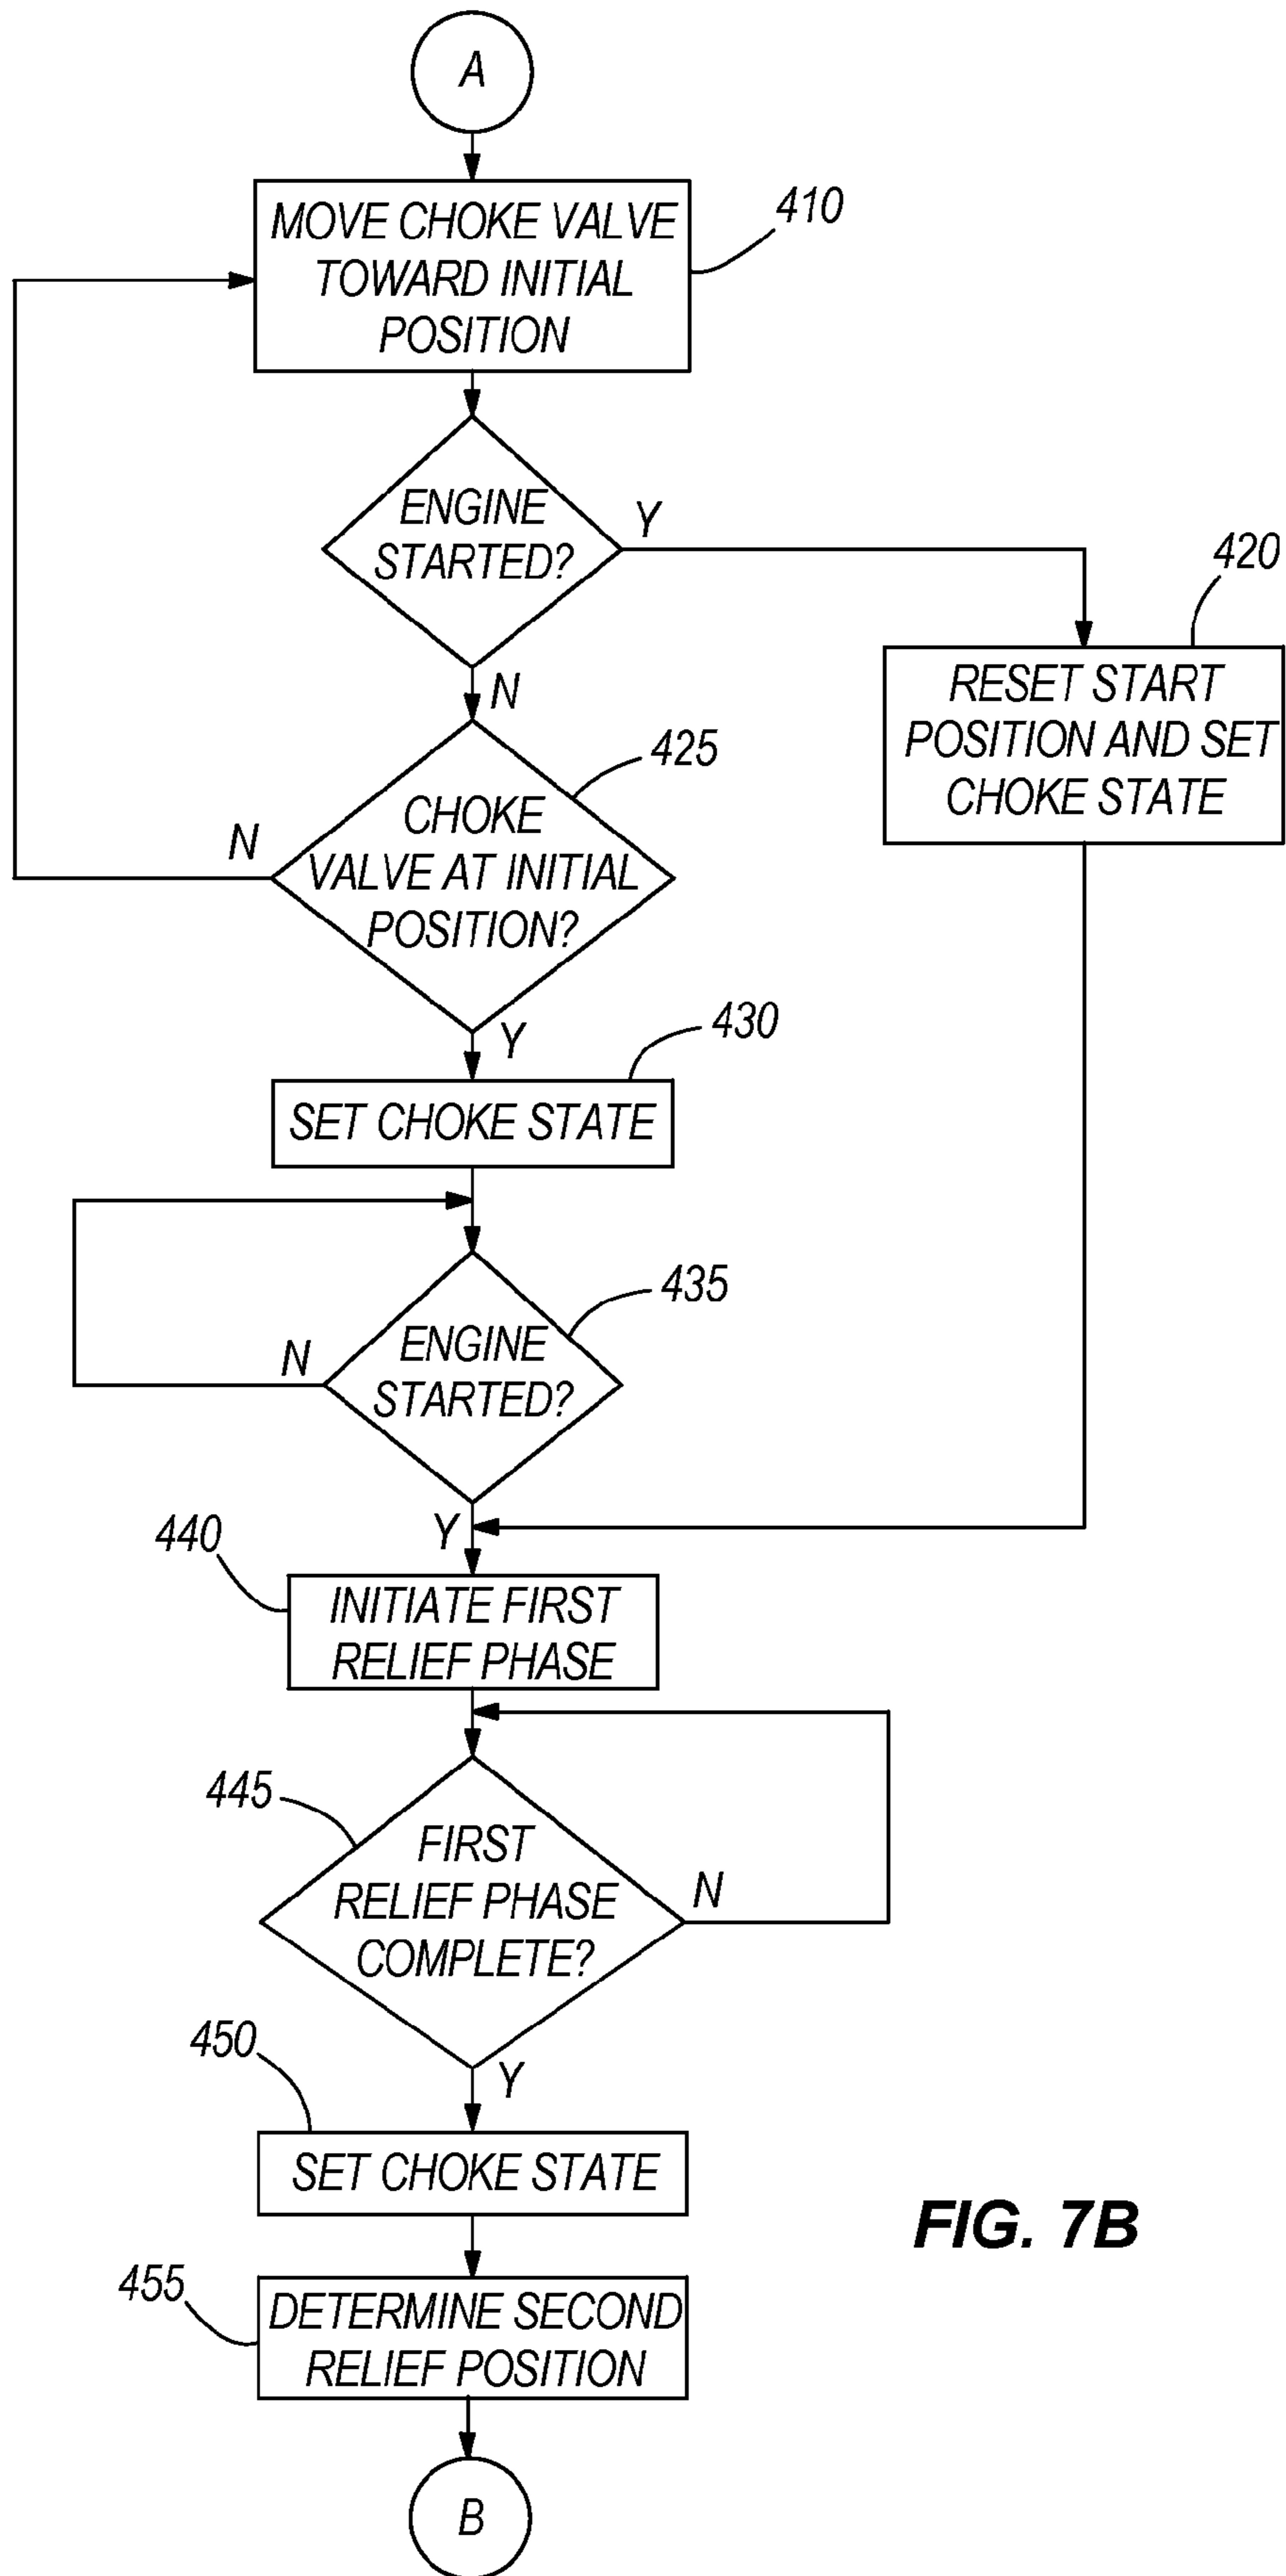 A
MOVE CHOKE VALVE
TOWARD INITIAL
POSITION
410
ENGINE
STARTED?
Y
N
420
RESET START
POSITION AND SET
CHOKE STATE
425
CHOKE
VALVE AT INITIAL
POSITION?
N
Y
430
SET CHOKE STATE
435
ENGINE
STARTED?
N
Y
440
INITIATE FIRST
RELIEF PHASE
445
FIRST
RELIEF PHASE
COMPLETE?
N
Y
450
SET CHOKE STATE
455
DETERMINE SECOND
RELIEF POSITION
B
FIG. 7B